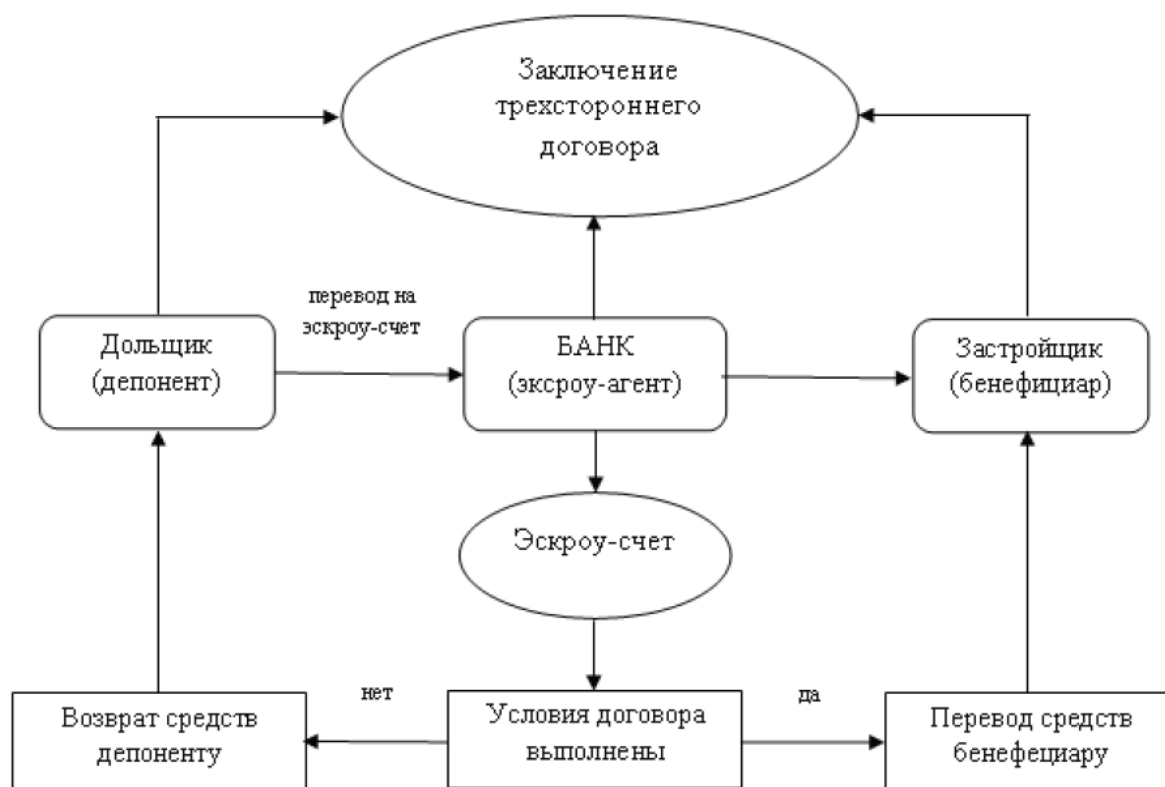 Заключение
трехстороннего
договора
перевод на
эскроу-счет
Дольщик
(депонент)
БАНК
(эксроу-агент)
Застройщик
(бенефициар)
Эскроу-счет
нет
да
Возврат средств
депоненту
Условия договора
выполнены
Перевод средств
бенефециару